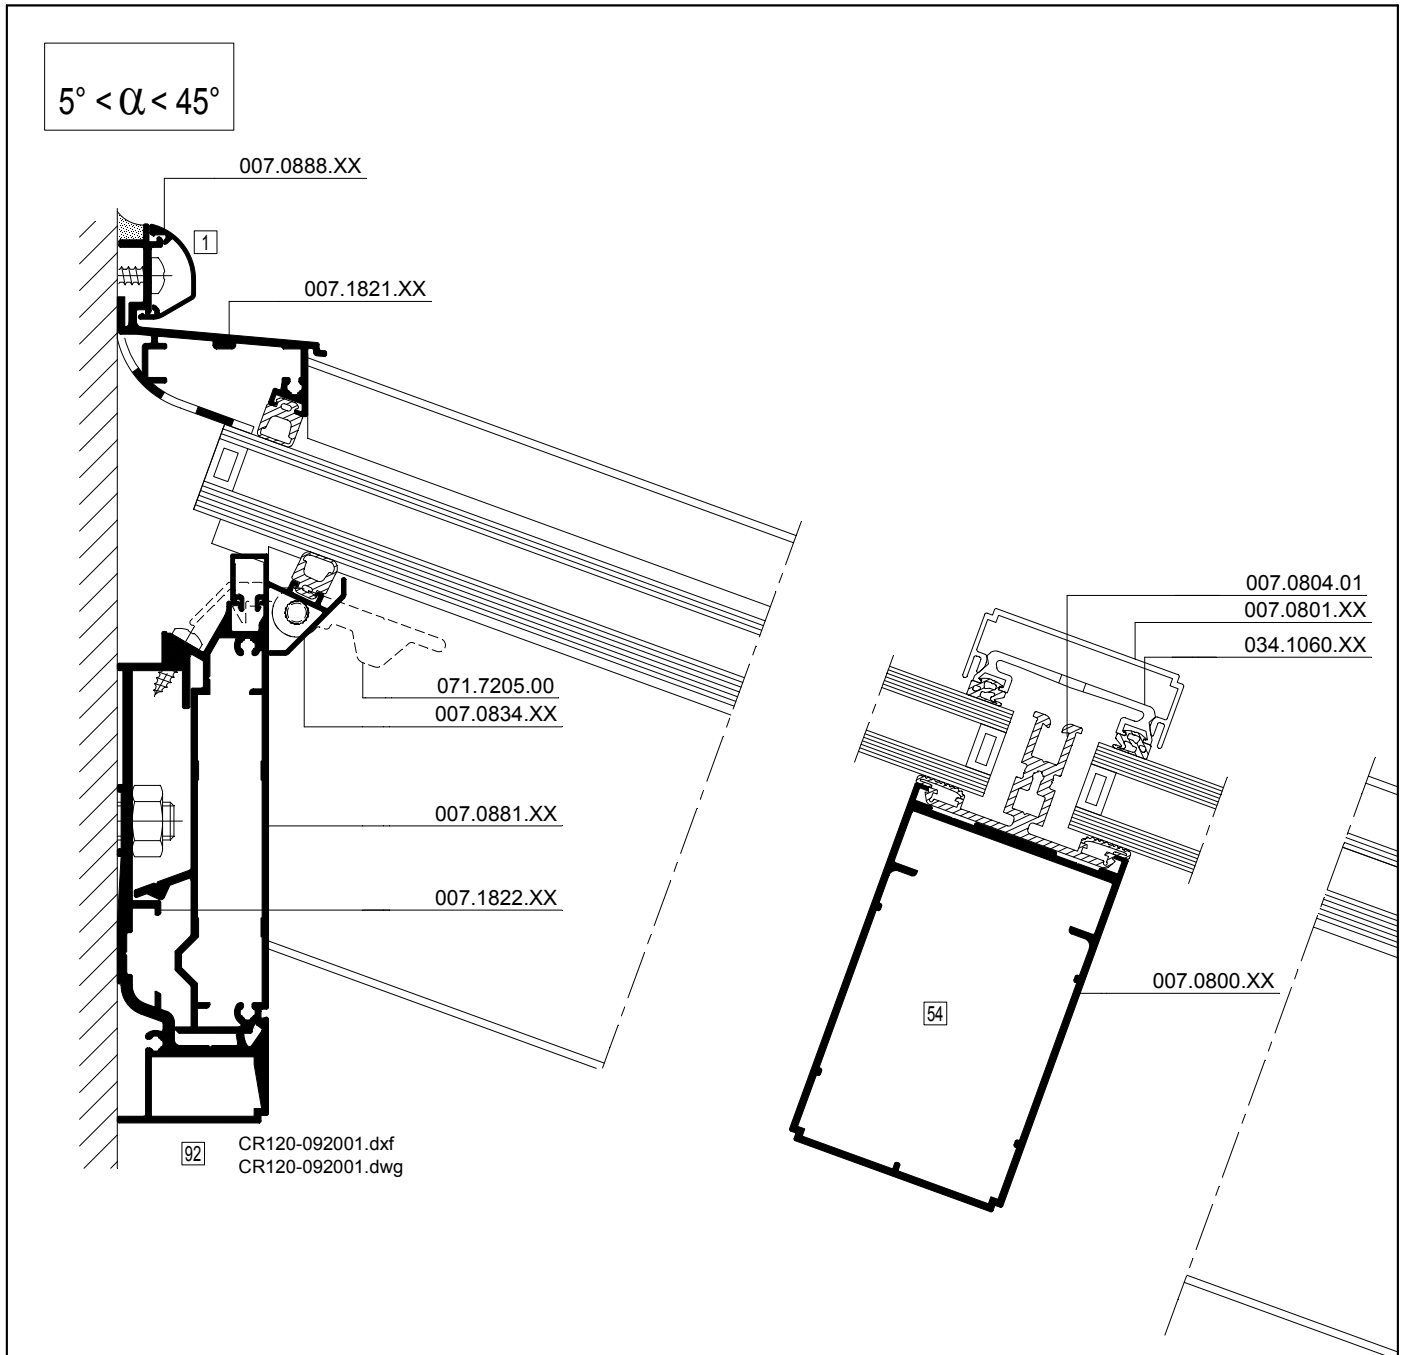 5° < α < 45°
007.0888.XX
1
007.1821.XX
007.0804.01
007.0801.XX
034.1060.XX
071.7205.00
007.0834.XX
007.0881.XX
007.1822.XX
007.0800.XX
54
92
CR120-092001.dxf
CR120-092001.dwg